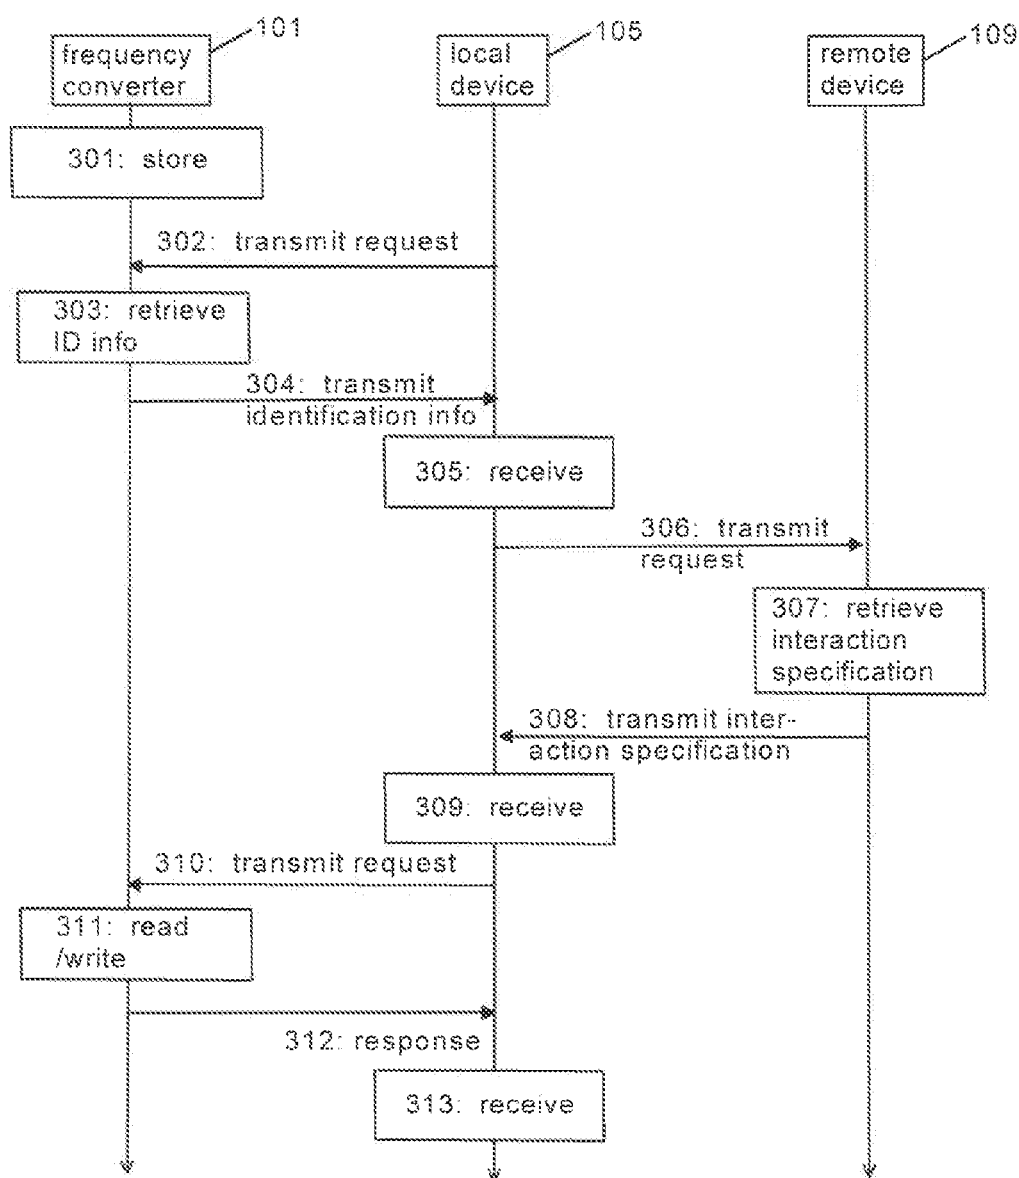 101
105
109
frequency
converter
local
device
remote
device
301: store
302: transmit request
303: retrieve
ID info
304: transmit
identification info
305: receive
306: transmit
request
307: retrieve
interaction
specification
308: transmit inter-
action specification
309: receive
310: transmit request
311: read
/write
312: response
313: receive